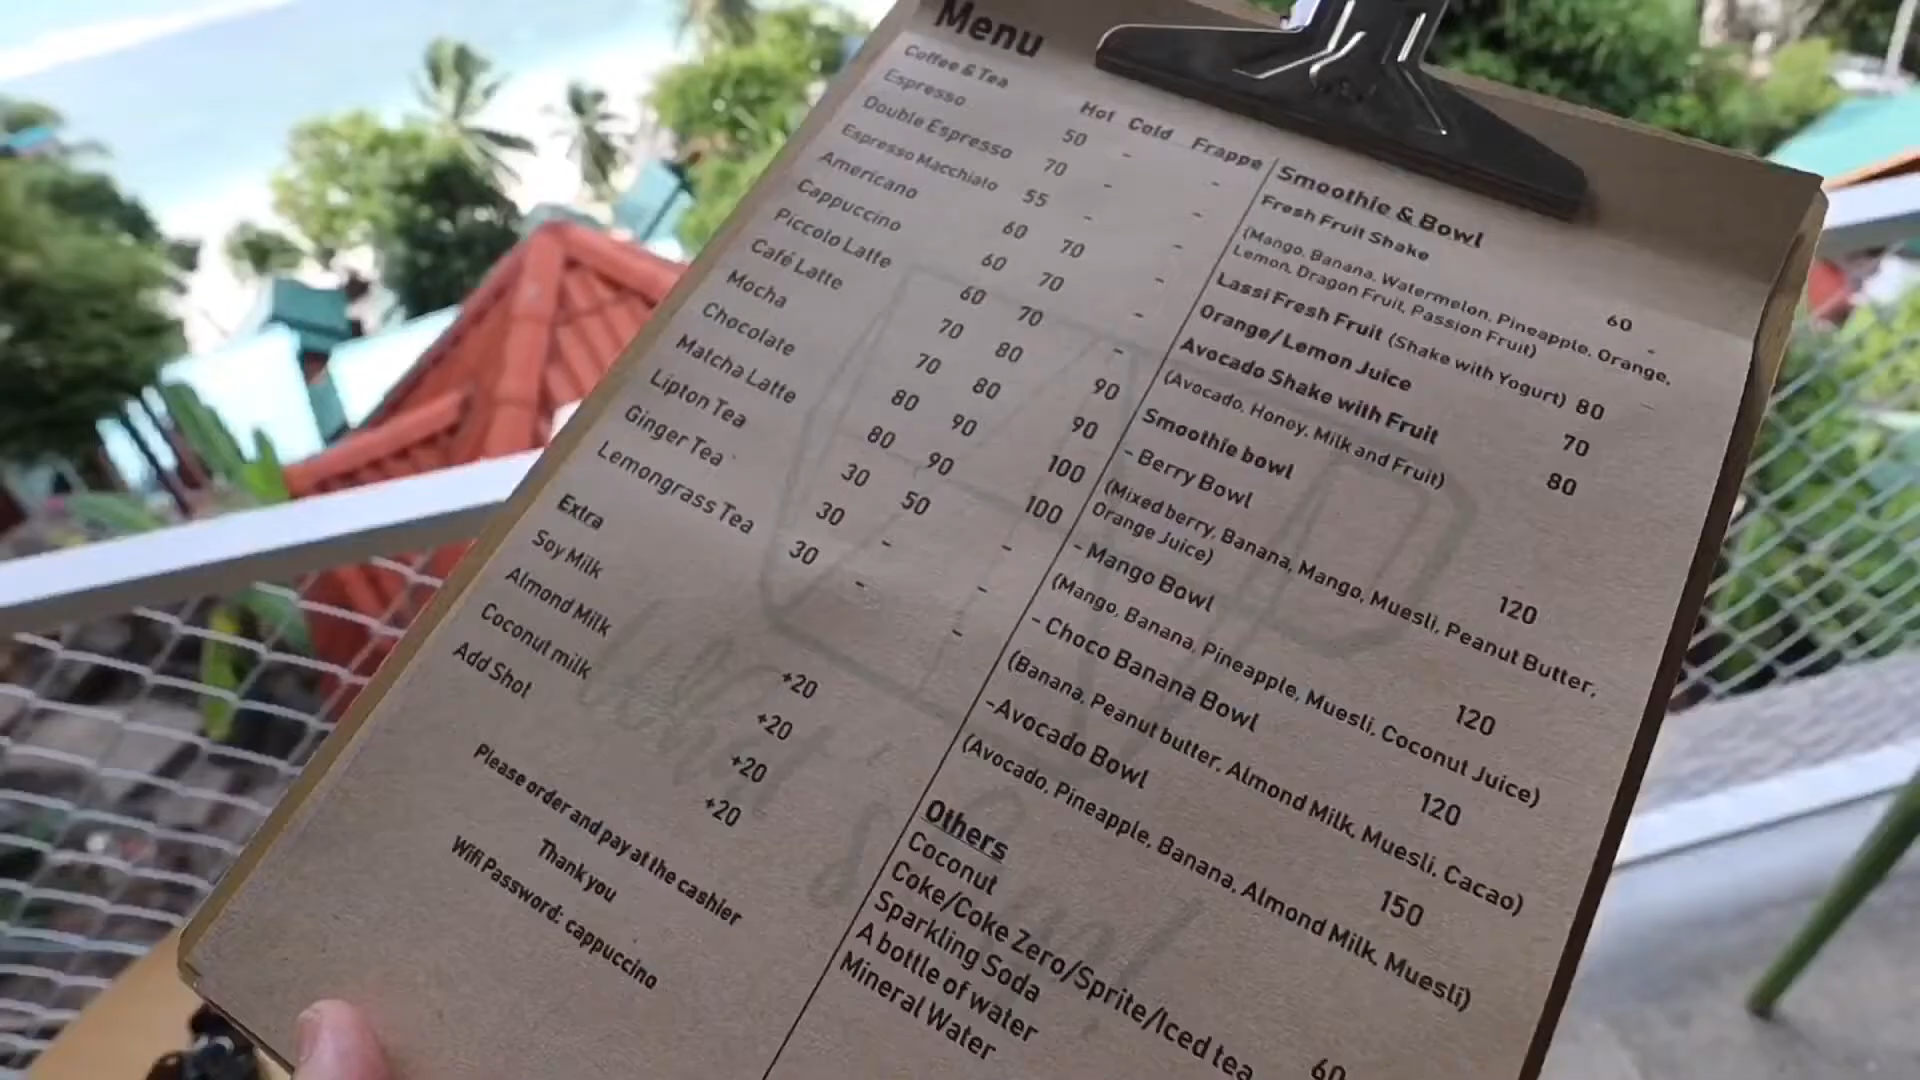 Menu
Coffee & Tea Hot Cold Frappe
Espresso 50 - -
Double Espresso 70 - -
Espresso Macchiato 55 - -
Americano 60 70 -
Cappuccino 60 70 -
Piccolo Latte 60 70 -
Café Latte 70 80 90
Mocha 70 80 90
Chocolate 80 90 100
Matcha Latte 80 90 100
Lipton Tea 30 50 -
Ginger Tea 30 - -
Lemongrass Tea 30 - -
Extra
Soy Milk +20
Almond Milk +20
Coconut milk +20
Add Shot +20
Please order and pay at the cashier
Thank you
Wifi Password: cappuccino
Smoothie & Bowl
Fresh Fruit Shake 60
(Mango, Banana, Watermelon, Pineapple, Orange,
Lemon, Dragon Fruit, Passion Fruit)
Lassi Fresh Fruit (Shake with Yogurt) 80
Orange/Lemon Juice 70
Avocado Shake with Fruit 80
(Avocado, Honey, Milk and Fruit)
Smoothie bowl
- Berry Bowl 120
(Mixed berry, Banana, Mango, Muesli, Peanut Butter,
Orange Juice)
- Mango Bowl 120
(Mango, Banana, Pineapple, Muesli, Coconut Juice)
- Choco Banana Bowl 120
(Banana, Peanut butter, Almond Milk, Muesli, Cacao)
-Avocado Bowl 150
(Avocado, Pineapple, Banana, Almond Milk, Muesli)
Others
Coconut 60
Coke/Coke Zero/Sprite/Iced tea
Sparkling Soda
A bottle of water
Mineral Water